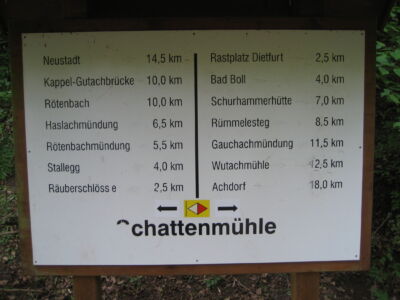 Neustadt 14,5 km
Kappel-Gutachbrücke 10,0 km
Rötenbach 10,0 km
Haslachmündung 6,5 km
Rötenbachmündung 5,5 km
Stallegg 4,0 km
Räuberschlöss e 2,5 km
Rastplatz Dietfurt 2,5 km
Bad Boll 4,0 km
Schurhammerhütte 7,0 km
Rümmelesteg 8,5 km
Gauchachmündung 11,5 km
Wutachmühle 12,5 km
Achdorf 18,0 km
Schattenmühle